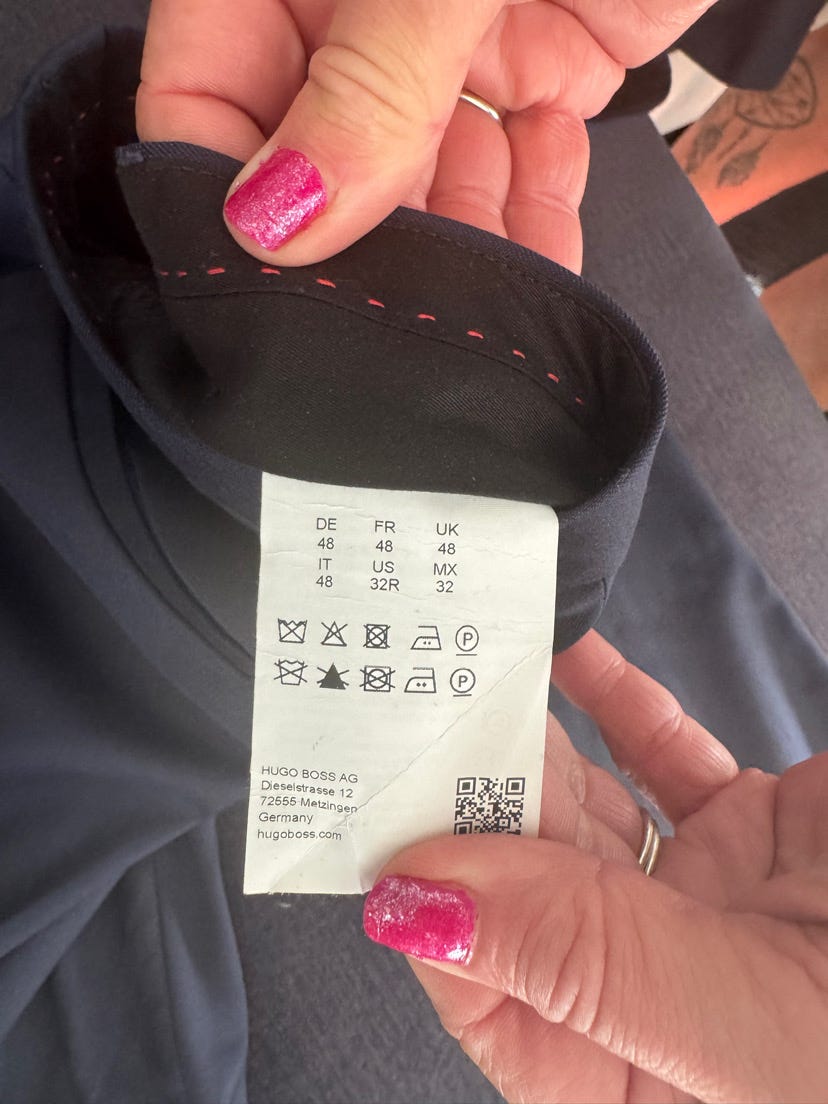 DE FR UK
48 48 48
IT US MX
48 32R 32
P
P
HUGO BOSS AG
Dieselstrasse 12
72555 Metzingen
Germany
hugoboss.com